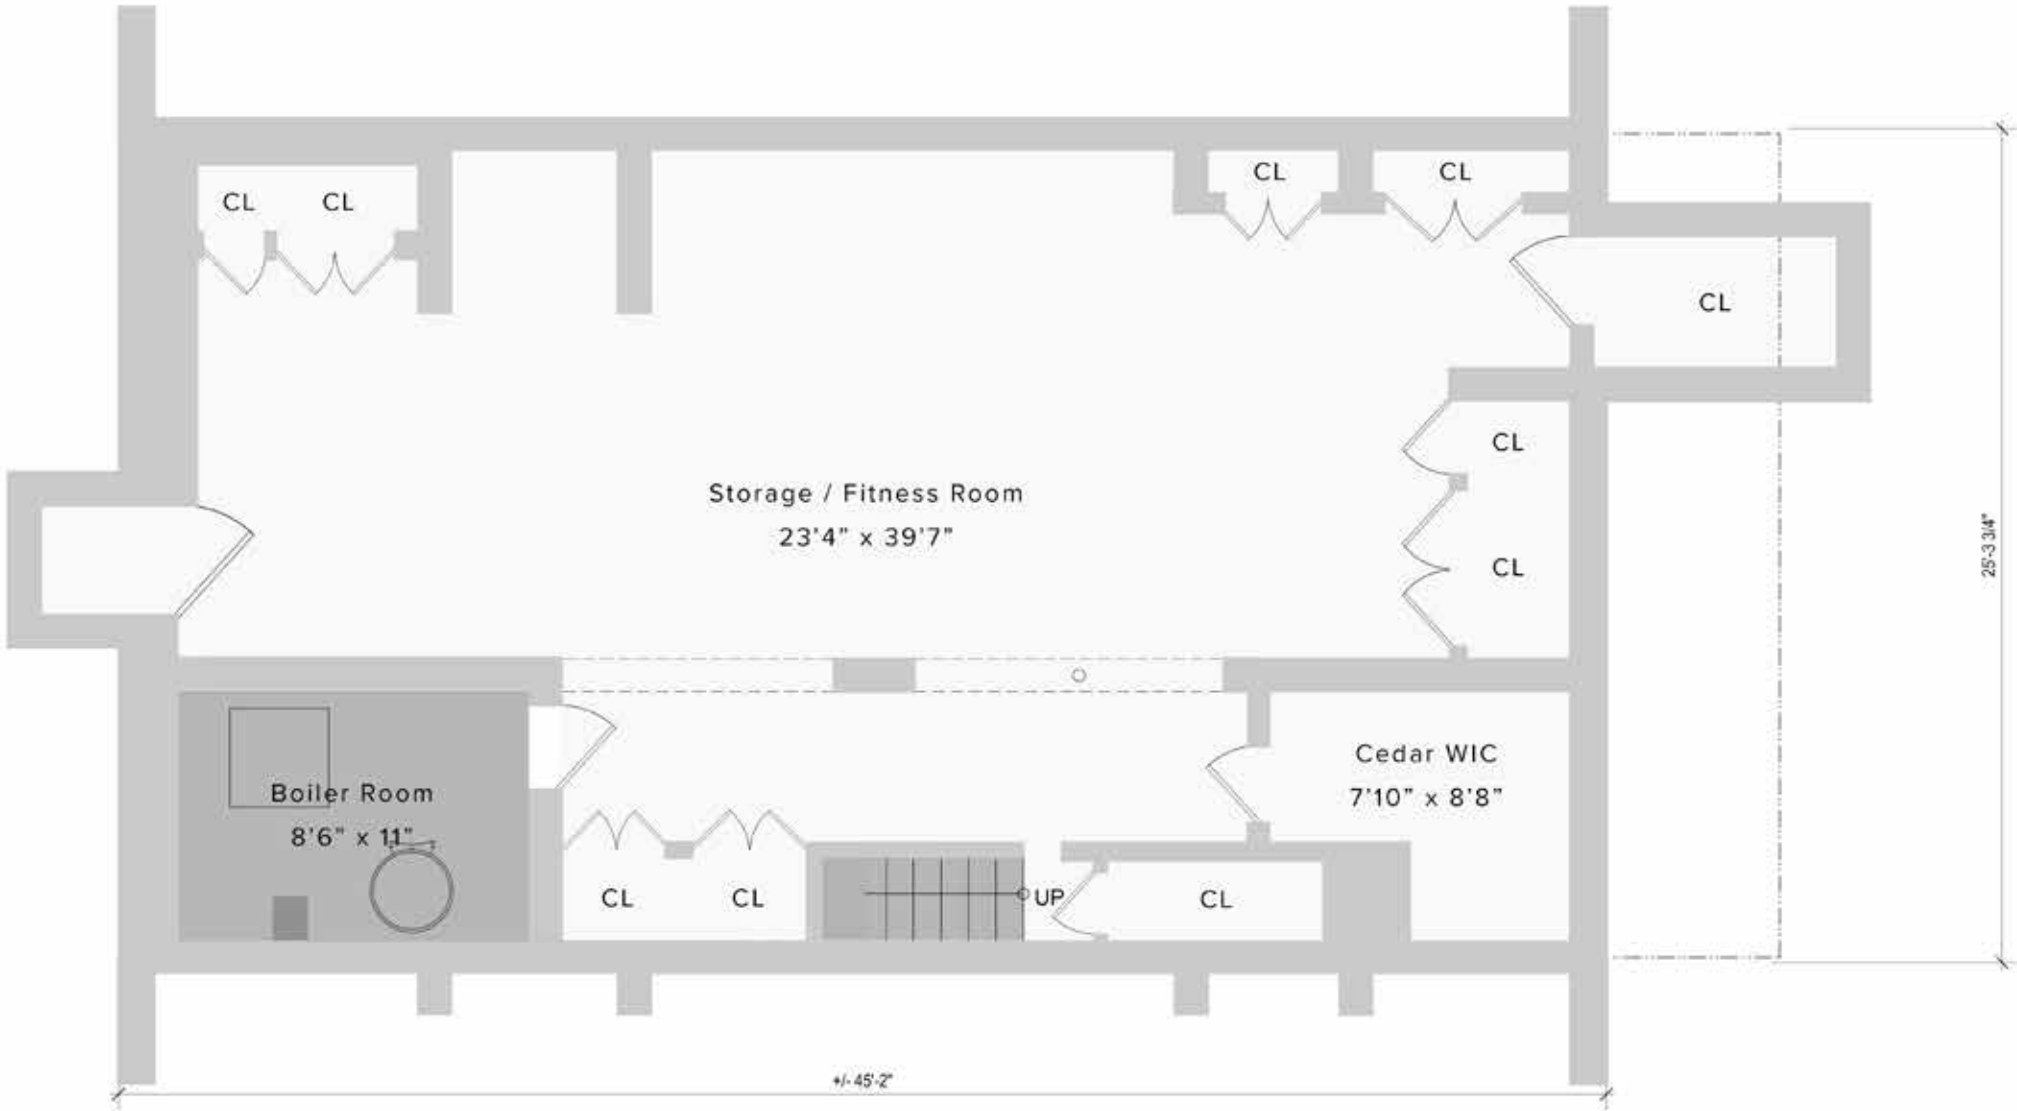 CL
CL
CL CL
CL
CL
Storage / Fitness Room
23'4" x 39'7"
25'-3 3/4"
CL
Cedar WIC
7'10" x 8'8"
Boiler Room
8'6" x 11"
CL CL UP CL
+/- 45'-2"